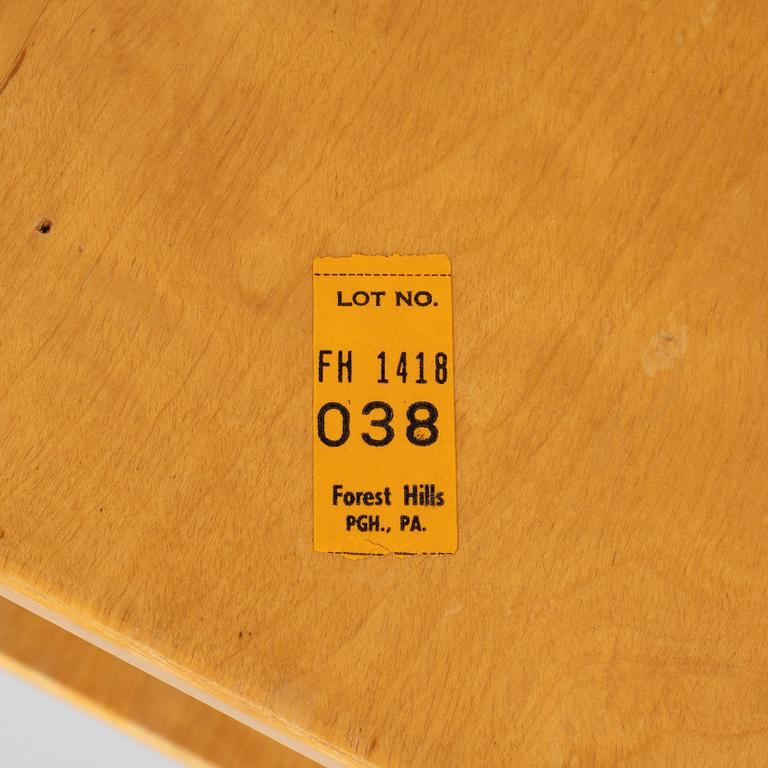 LOT NO.
FH 1418
038
Forest Hills
PGH., PA.